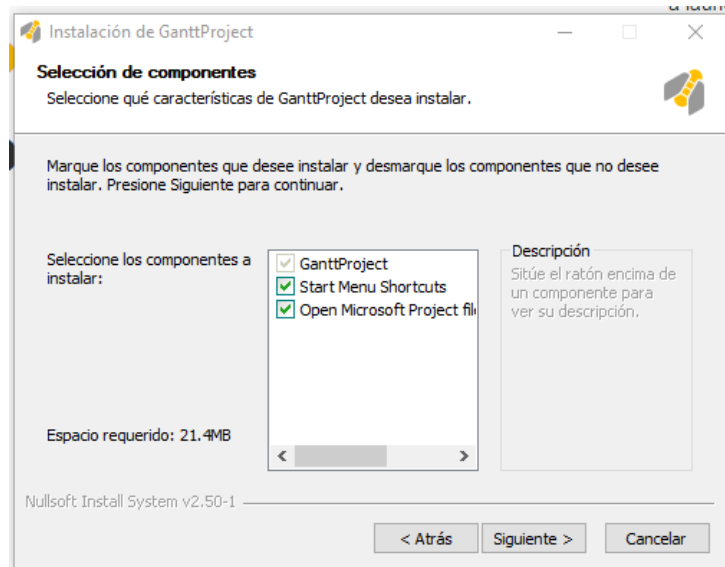 Instalación de GanttProject
Selección de componentes
Seleccione qué características de GanttProject desea instalar.
Marque los componentes que desee instalar y desmarque los componentes que no desee
instalar. Presione Siguiente para continuar.
Seleccione los componentes a
instalar:
GanttProject
Start Menu Shortcuts
Open Microsoft Project
Descripción
Sitúe el ratón encima de
un componente para
ver su descripción.
Espacio requerido: 21.4MB
Nullsoft Install System v2.50-1
< Atrás
Siguiente >
Cancelar